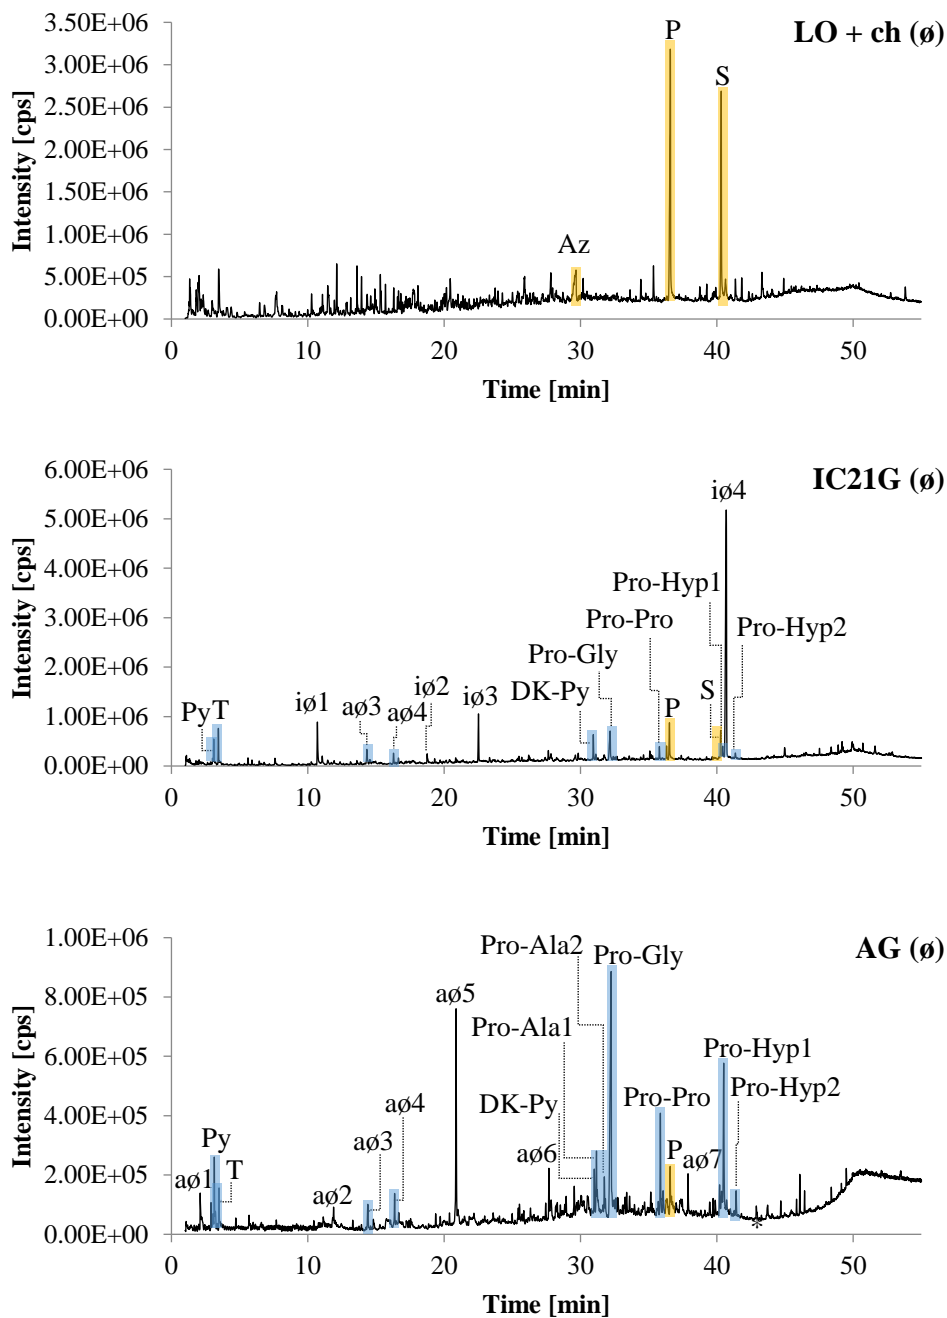 LO + ch (ø)
Intensity [cps]
3.50E+06
3.00E+06
2.50E+06
2.00E+06
1.50E+06
1.00E+06
5.00E+05
0.00E+00
P
S
Az
0 10 20 30 40 50
Time [min]
IC21G (ø)
Intensity [cps]
6.00E+06
5.00E+06
4.00E+06
3.00E+06
2.00E+06
1.00E+06
0.00E+00
iø4
Pro-Hyp1
Pro-Pro
Pro-Hyp2
Pro-Gly
DK-Py
S
P
iø3
iø2
aø4
aø3
iø1
Py T
0 10 20 30 40 50
Time [min]
AG (ø)
Intensity [cps]
1.00E+06
8.00E+05
6.00E+05
4.00E+05
2.00E+05
0.00E+00
Pro-Ala2
Pro-Gly
aø5
Pro-Ala1
Pro-Hyp1
DK-Py
Pro-Pro
Pro-Hyp2
aø4
aø3
Py
T
aø1
aø2
aø6
P
aø7
*
0 10 20 30 40 50
Time [min]